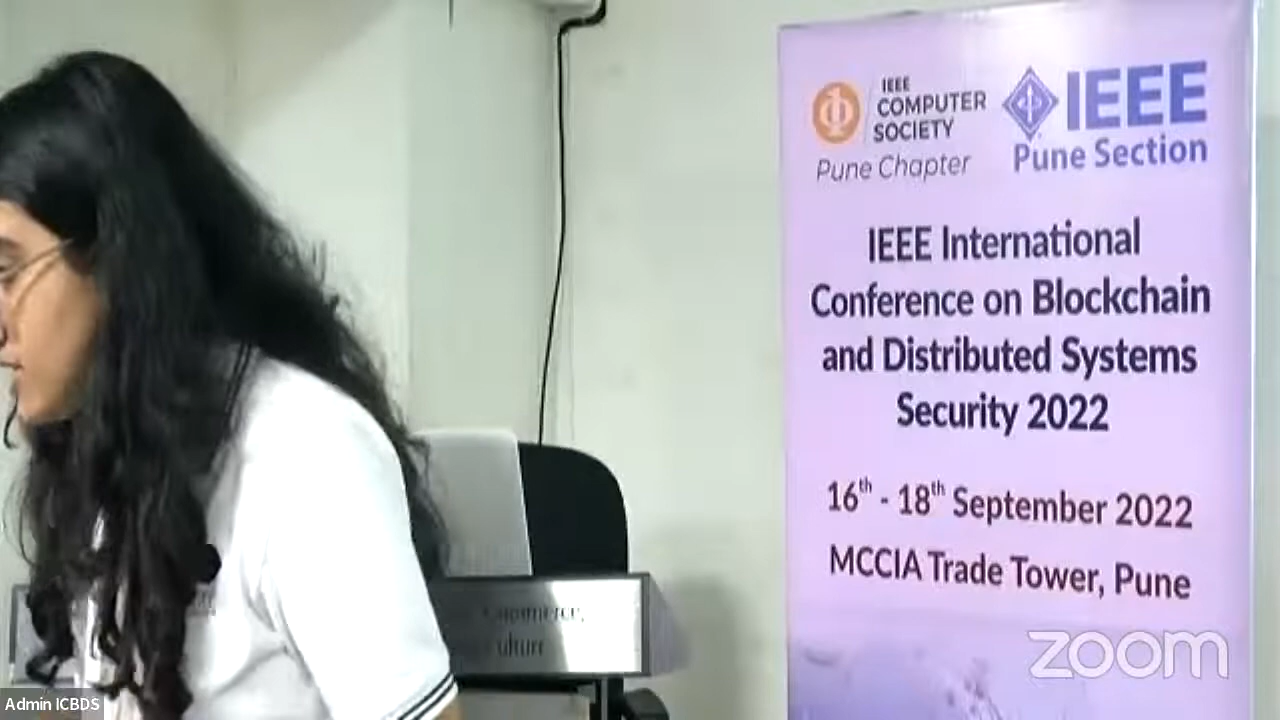 IEEE
COMPUTER
SOCIETY
Pune Chapter
IEEE
Pune Section
IEEE International
Conference on Blockchain
and Distributed Systems
Security 2022
16th - 18th September 2022
MCCIA Trade Tower, Pune
Commerce,
zoom
Admin ICBDS